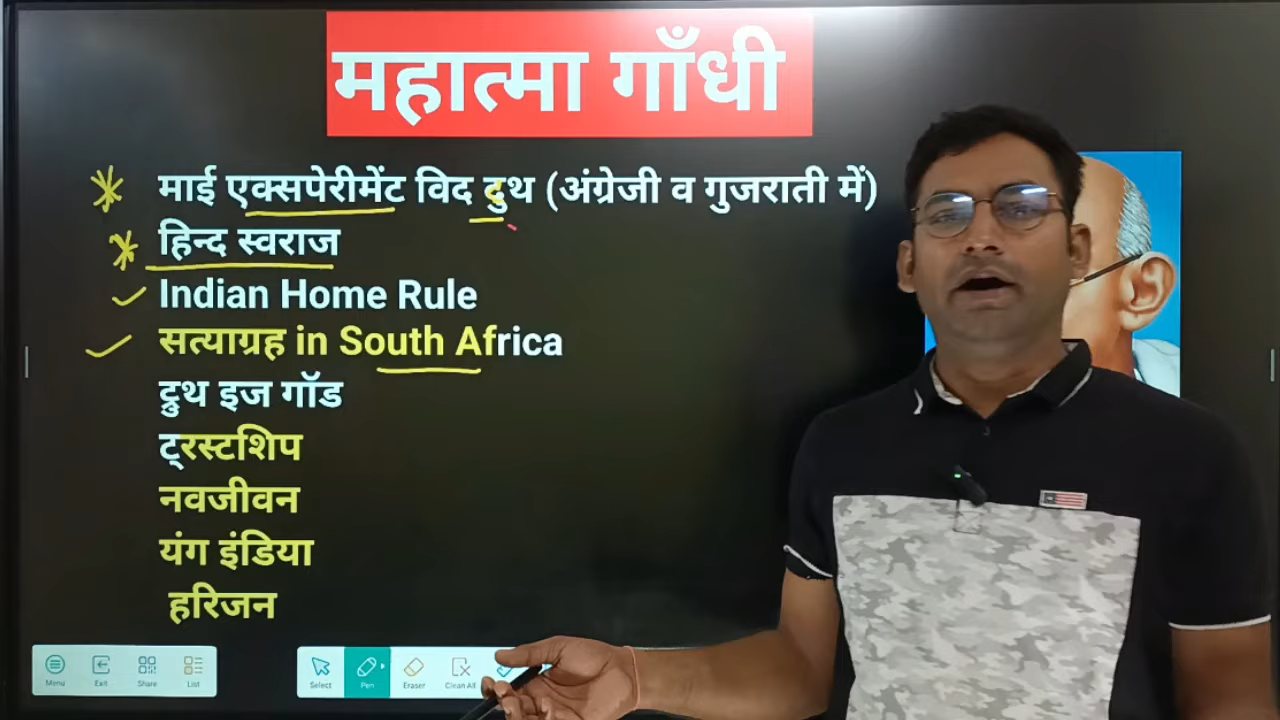 महात्मा गाँधी
माई एक्सपेरीमेंट विद टुथ (अंग्रेजी व गुजराती में)
हिन्द स्वराज
Indian Home Rule
सत्याग्रह in South Africa
ट्रुथ इज गॉड
ट्रस्टशिप
नवजीवन
यंग इंडिया
हरिजन
Menu Exit Share List Select Pen Eraser Clean All